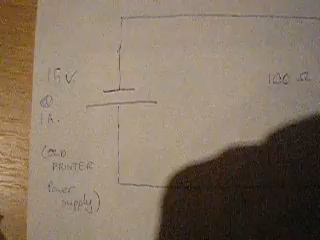 15V
@
1A.
(OLD
PRINTER
Power
supply)
100 Ω